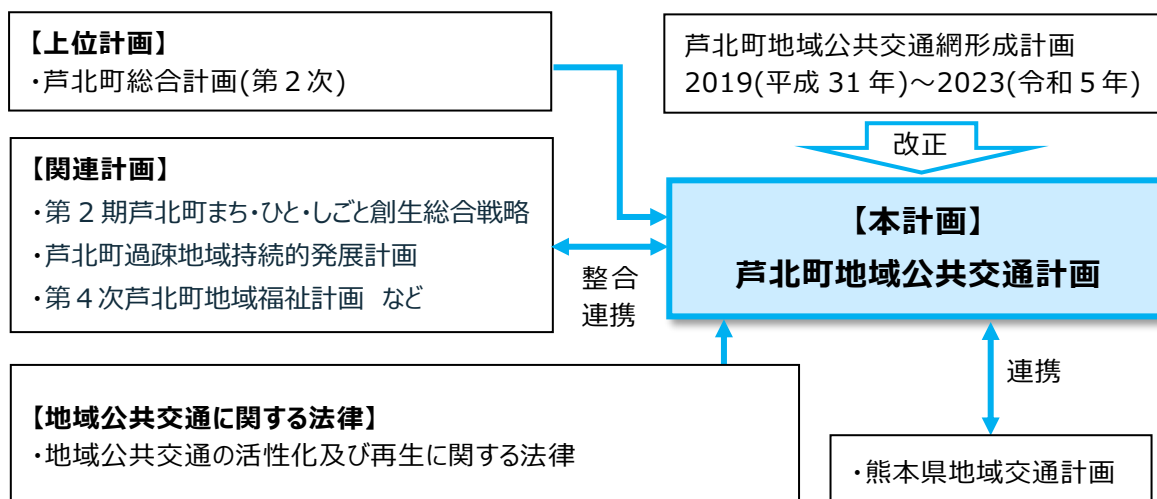 【上位計画】
・芦北町総合計画(第２次)
芦北町地域公共交通網形成計画
2019(平成 31 年)～2023(令和５年)
改正
【関連計画】
・第２期芦北町まち・ひと・しごと創生総合戦略
・芦北町過疎地域持続的発展計画
・第４次芦北町地域福祉計画　など
整合
連携
【本計画】
芦北町地域公共交通計画
【地域公共交通に関する法律】
・地域公共交通の活性化及び再生に関する法律
連携
・熊本県地域交通計画